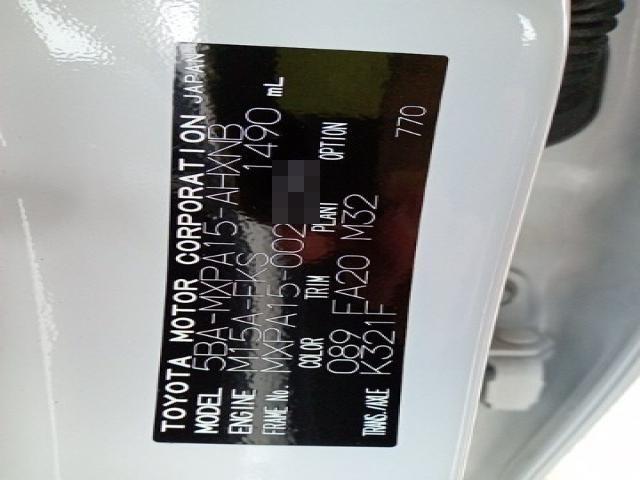 TOYOTA MOTOR CORPORATION JAPAN
MODEL 5BA-MXPA15-AHXNB
ENGINE M15A-FKS 1490 mL
FRAME No. MXPA15-002
COLOR TRIM PLANT OPTION
089 FA20 M32
TRANS./AXLE K321F 770